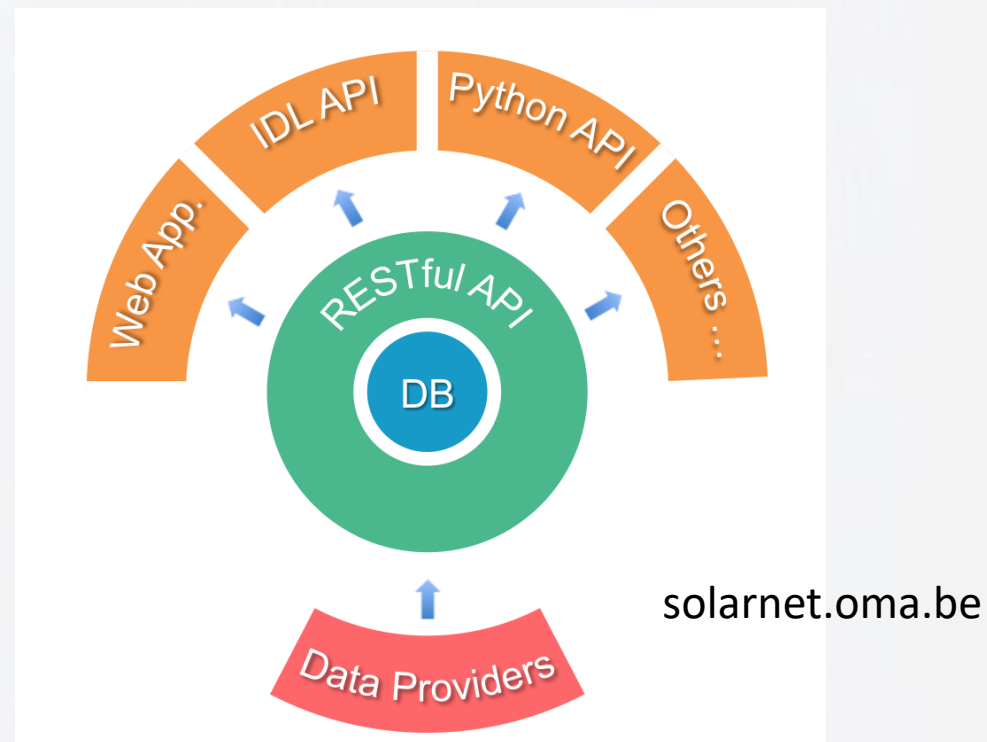 IDL API
Python API
Web App.
Others ...
RESTful API
DB
solarnet.oma.be
Data Providers